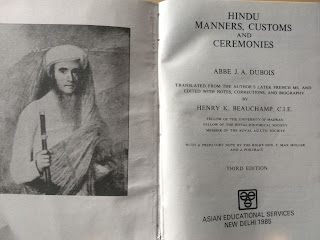 HINDU
MANNERS, CUSTOMS
AND
CEREMONIES
ABBE J. A. DUBOIS
TRANSLATED FROM THE AUTHOR'S LATER FRENCH MS. AND
EDITED WITH NOTES, CORRECTIONS, AND BIOGRAPHY
BY
HENRY K. BEAUCHAMP, C.I.E.
FELLOW OF THE UNIVERSITY OF MADRAS
FELLOW OF THE ROYAL HISTORICAL SOCIETY
MEMBER OF THE ROYAL ASIATIC SOCIETY
WITH A PREFATORY NOTE BY THE RIGHT HON. F. MAX MÜLLER
AND A PORTRAIT
THIRD EDITION
ASIAN EDUCATIONAL SERVICES
NEW DELHI 1985